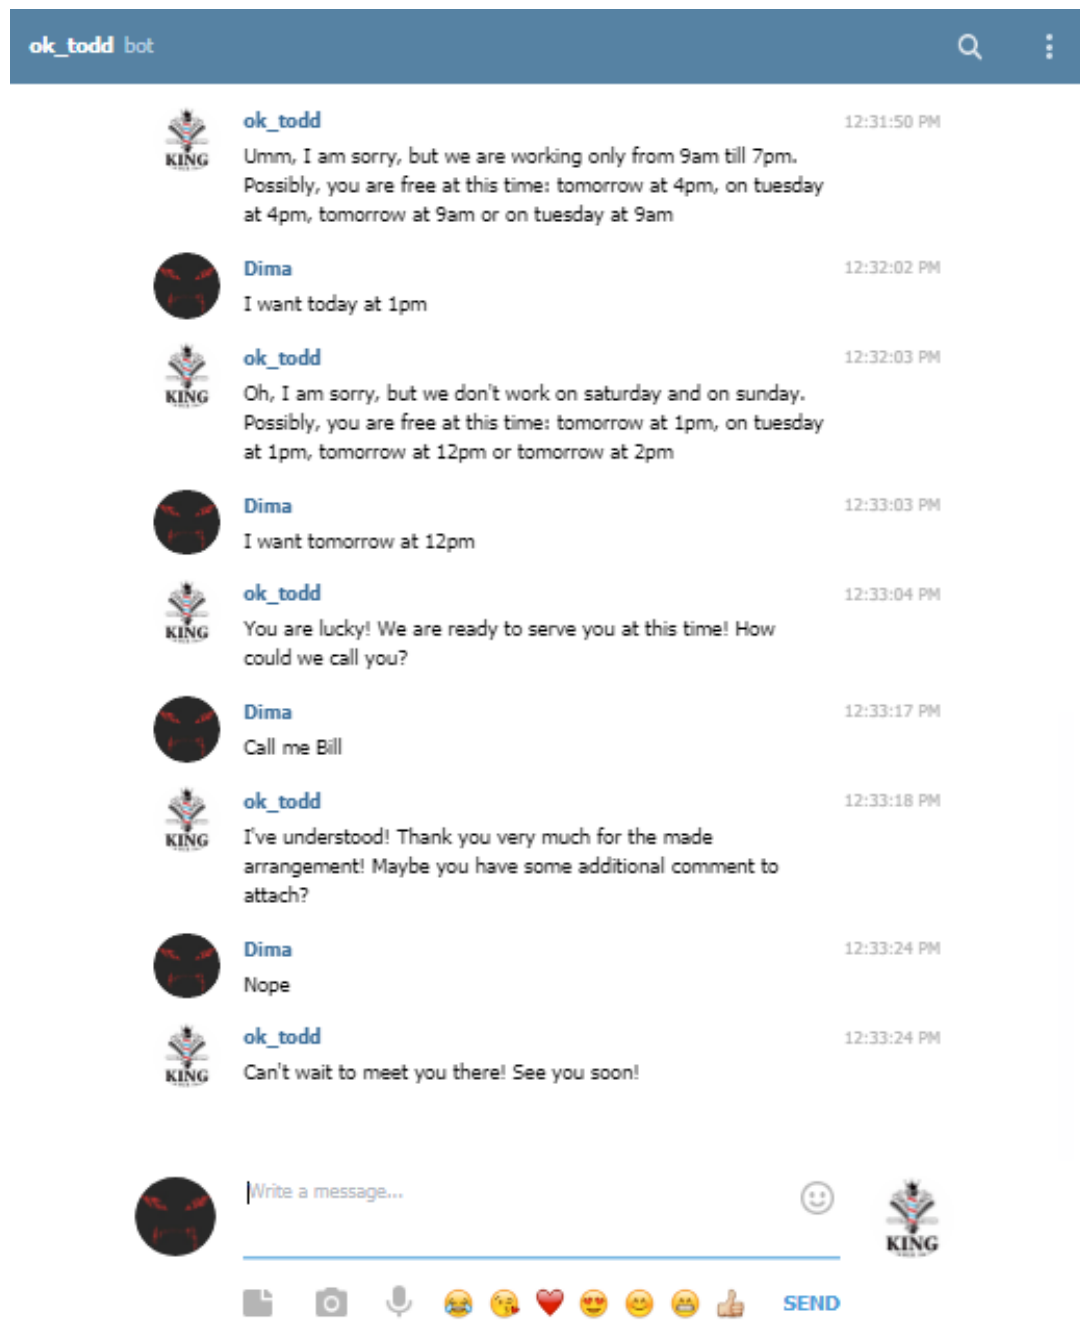 ok_todd bot
ok_todd 12:31:50 PM
Umm, I am sorry, but we are working only from 9am till 7pm.
Possibly, you are free at this time: tomorrow at 4pm, on tuesday
at 4pm, tomorrow at 9am or on tuesday at 9am
KING
Dima 12:32:02 PM
I want today at 1pm
ok_todd 12:32:03 PM
Oh, I am sorry, but we don't work on saturday and on sunday.
Possibly, you are free at this time: tomorrow at 1pm, on tuesday
at 1pm, tomorrow at 12pm or tomorrow at 2pm
KING
Dima 12:33:03 PM
I want tomorrow at 12pm
ok_todd 12:33:04 PM
You are lucky! We are ready to serve you at this time! How
could we call you?
KING
Dima 12:33:17 PM
Call me Bill
ok_todd 12:33:18 PM
I've understood! Thank you very much for the made
arrangement! Maybe you have some additional comment to
attach?
KING
Dima 12:33:24 PM
Nope
ok_todd 12:33:24 PM
Can't wait to meet you there! See you soon!
KING
Write a message...
KING
SEND